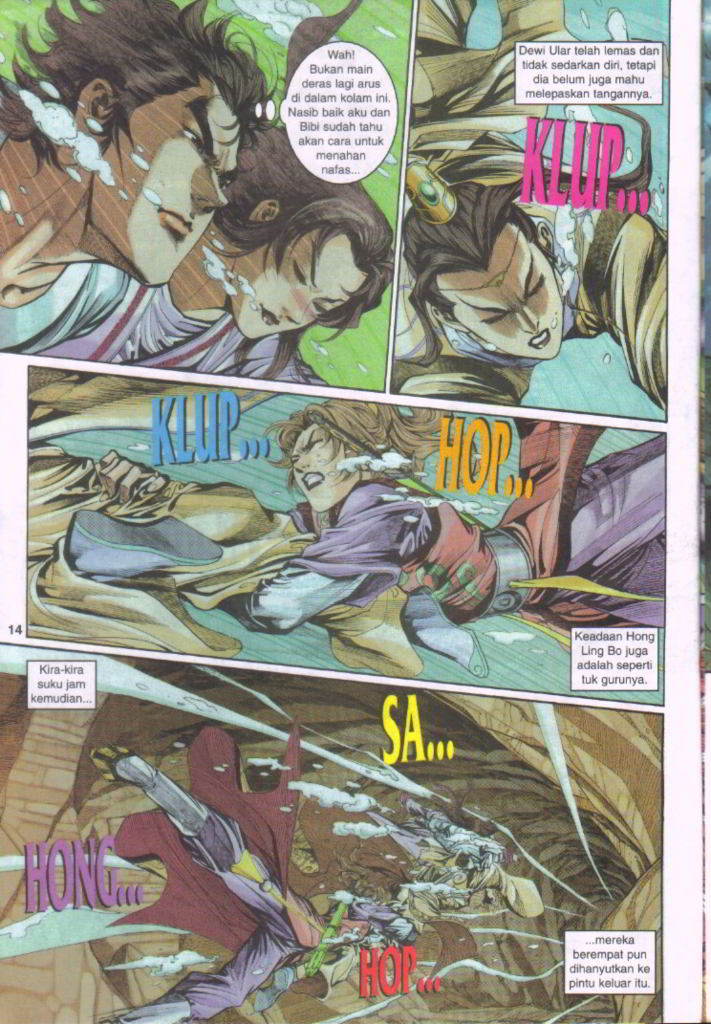 Wah!
Bukan main
deras lagi arus
di dalam kolam ini.
Nasib baik aku dan
Bibi sudah tahu
akan cara untuk
menahan
nafas...
Dewi Ular telah lemas dan
tidak sedarkan diri, tetapi
dia belum juga mahu
melepaskan tangannya.
KLUP...
KLUP...
HOP...
Keadaan Hong
Ling Bo juga
adalah seperti
tuk gurunya.
14
Kira-kira
suku jam
kemudian...
SA...
HONG...
HOP...
...mereka
berempat pun
dihanyutkan ke
pintu keluar itu.